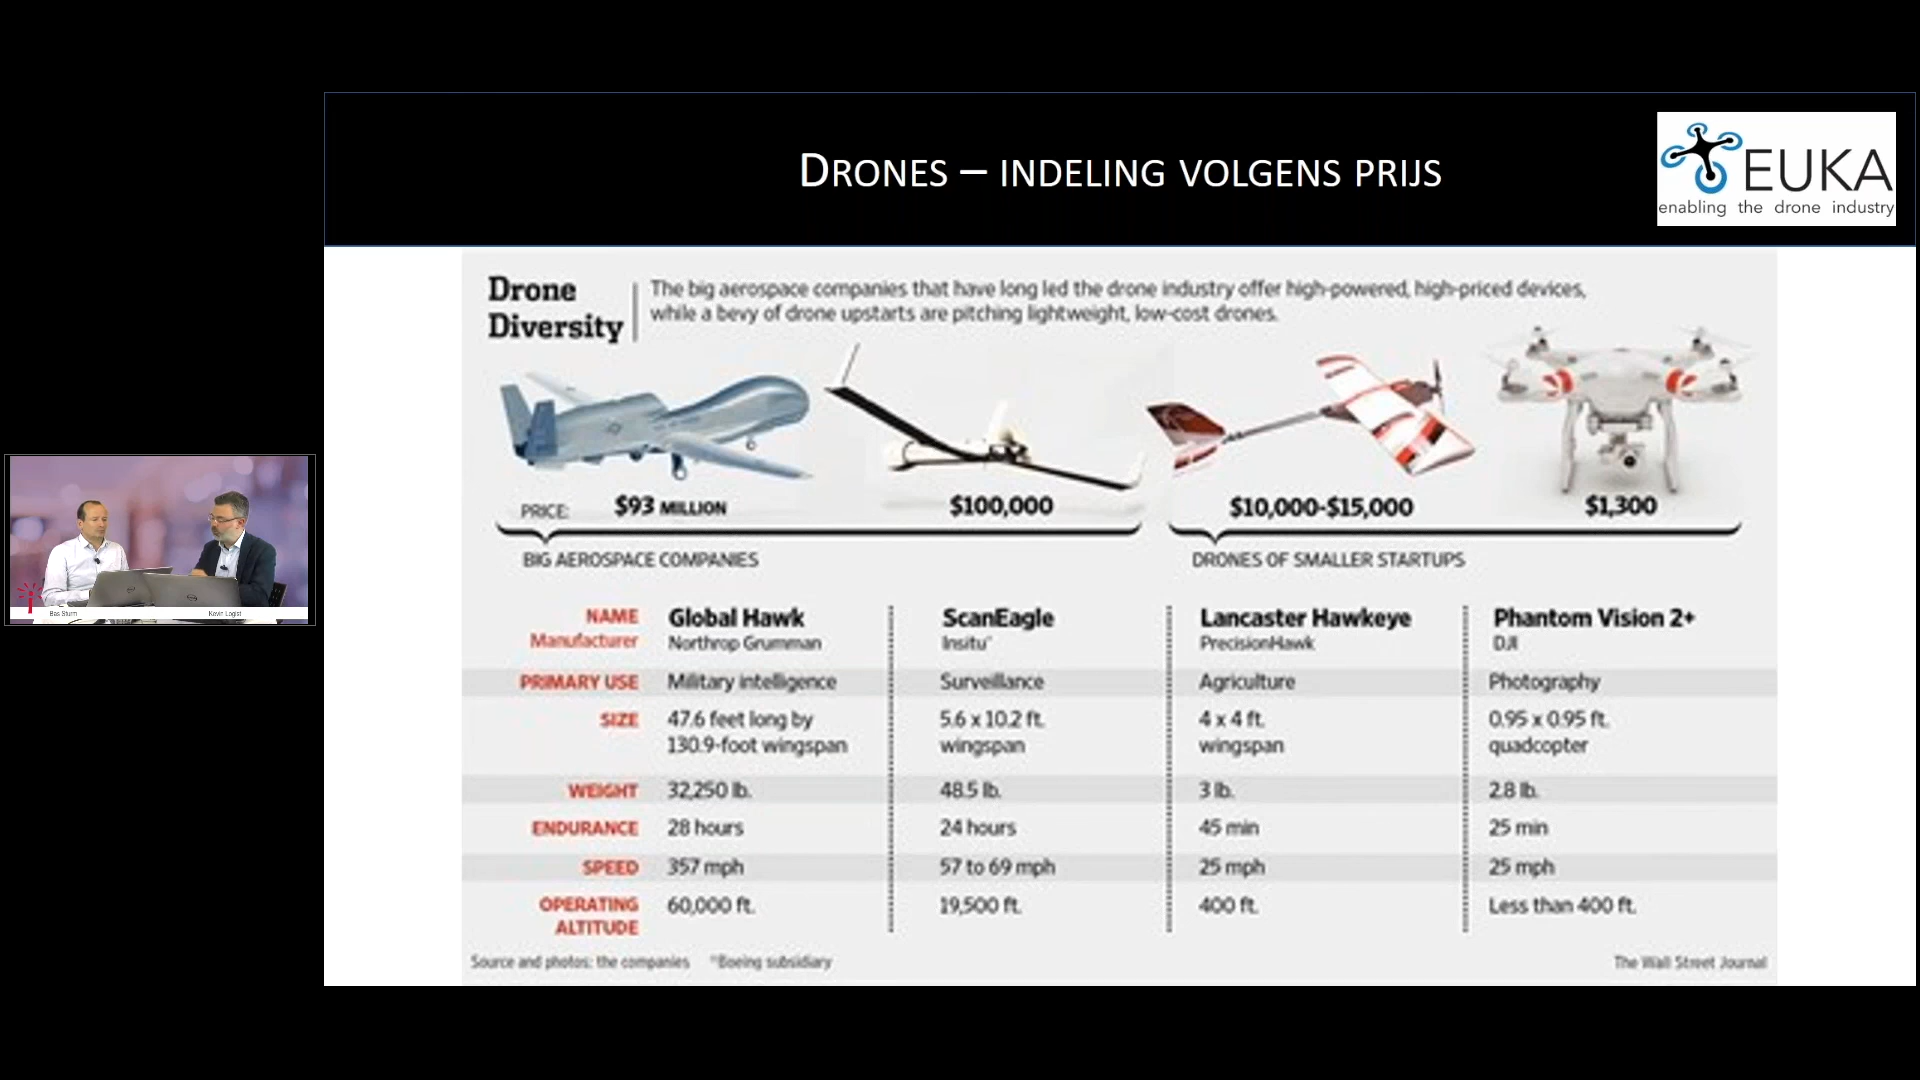 DRONES – INDELING VOLGENS PRIJS
EUKA
enabling the drone industry
Drone
Diversity
The big aerospace companies that have long led the drone industry offer high-powered, high-priced devices,
while a bevy of drone upstarts are pitching lightweight, low-cost drones.
PRICE: $93 MILLION $100,000 $10,000-$15,000 $1,300
BIG AEROSPACE COMPANIES DRONES OF SMALLER STARTUPS
NAME Global Hawk ScanEagle Lancaster Hawkeye Phantom Vision 2+
Manufacturer Northrop Grumman Insitu* PrecisionHawk DJI
PRIMARY USE Military intelligence Surveillance Agriculture Photography
SIZE 47.6 feet long by 5.6 x 10.2 ft. 4 x 4 ft. 0.95 x 0.95 ft.
130.9-foot wingspan wingspan wingspan quadcopter
WEIGHT 32,250 lb. 48.5 lb. 3 lb. 2.8 lb.
ENDURANCE 28 hours 24 hours 45 min 25 min
SPEED 357 mph 57 to 69 mph 25 mph 25 mph
OPERATING 60,000 ft. 19,500 ft. 400 ft. Less than 400 ft.
ALTITUDE
Source and photos: the companies *Boeing subsidiary The Wall Street Journal
Bas Sturm Kevin Logist